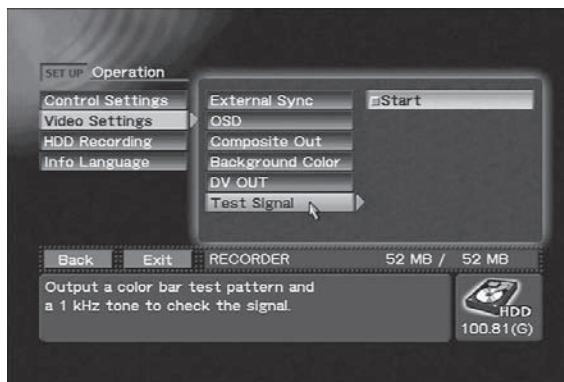 SET UP Operation
Control Settings
Video Settings
HDD Recording
Info Language
External Sync
OSD
Composite Out
Background Color
DV OUT
Test Signal
Start
Back Exit RECORDER 52 MB / 52 MB
Output a color bar test pattern and
a 1 kHz tone to check the signal.
HDD
100.81(G)